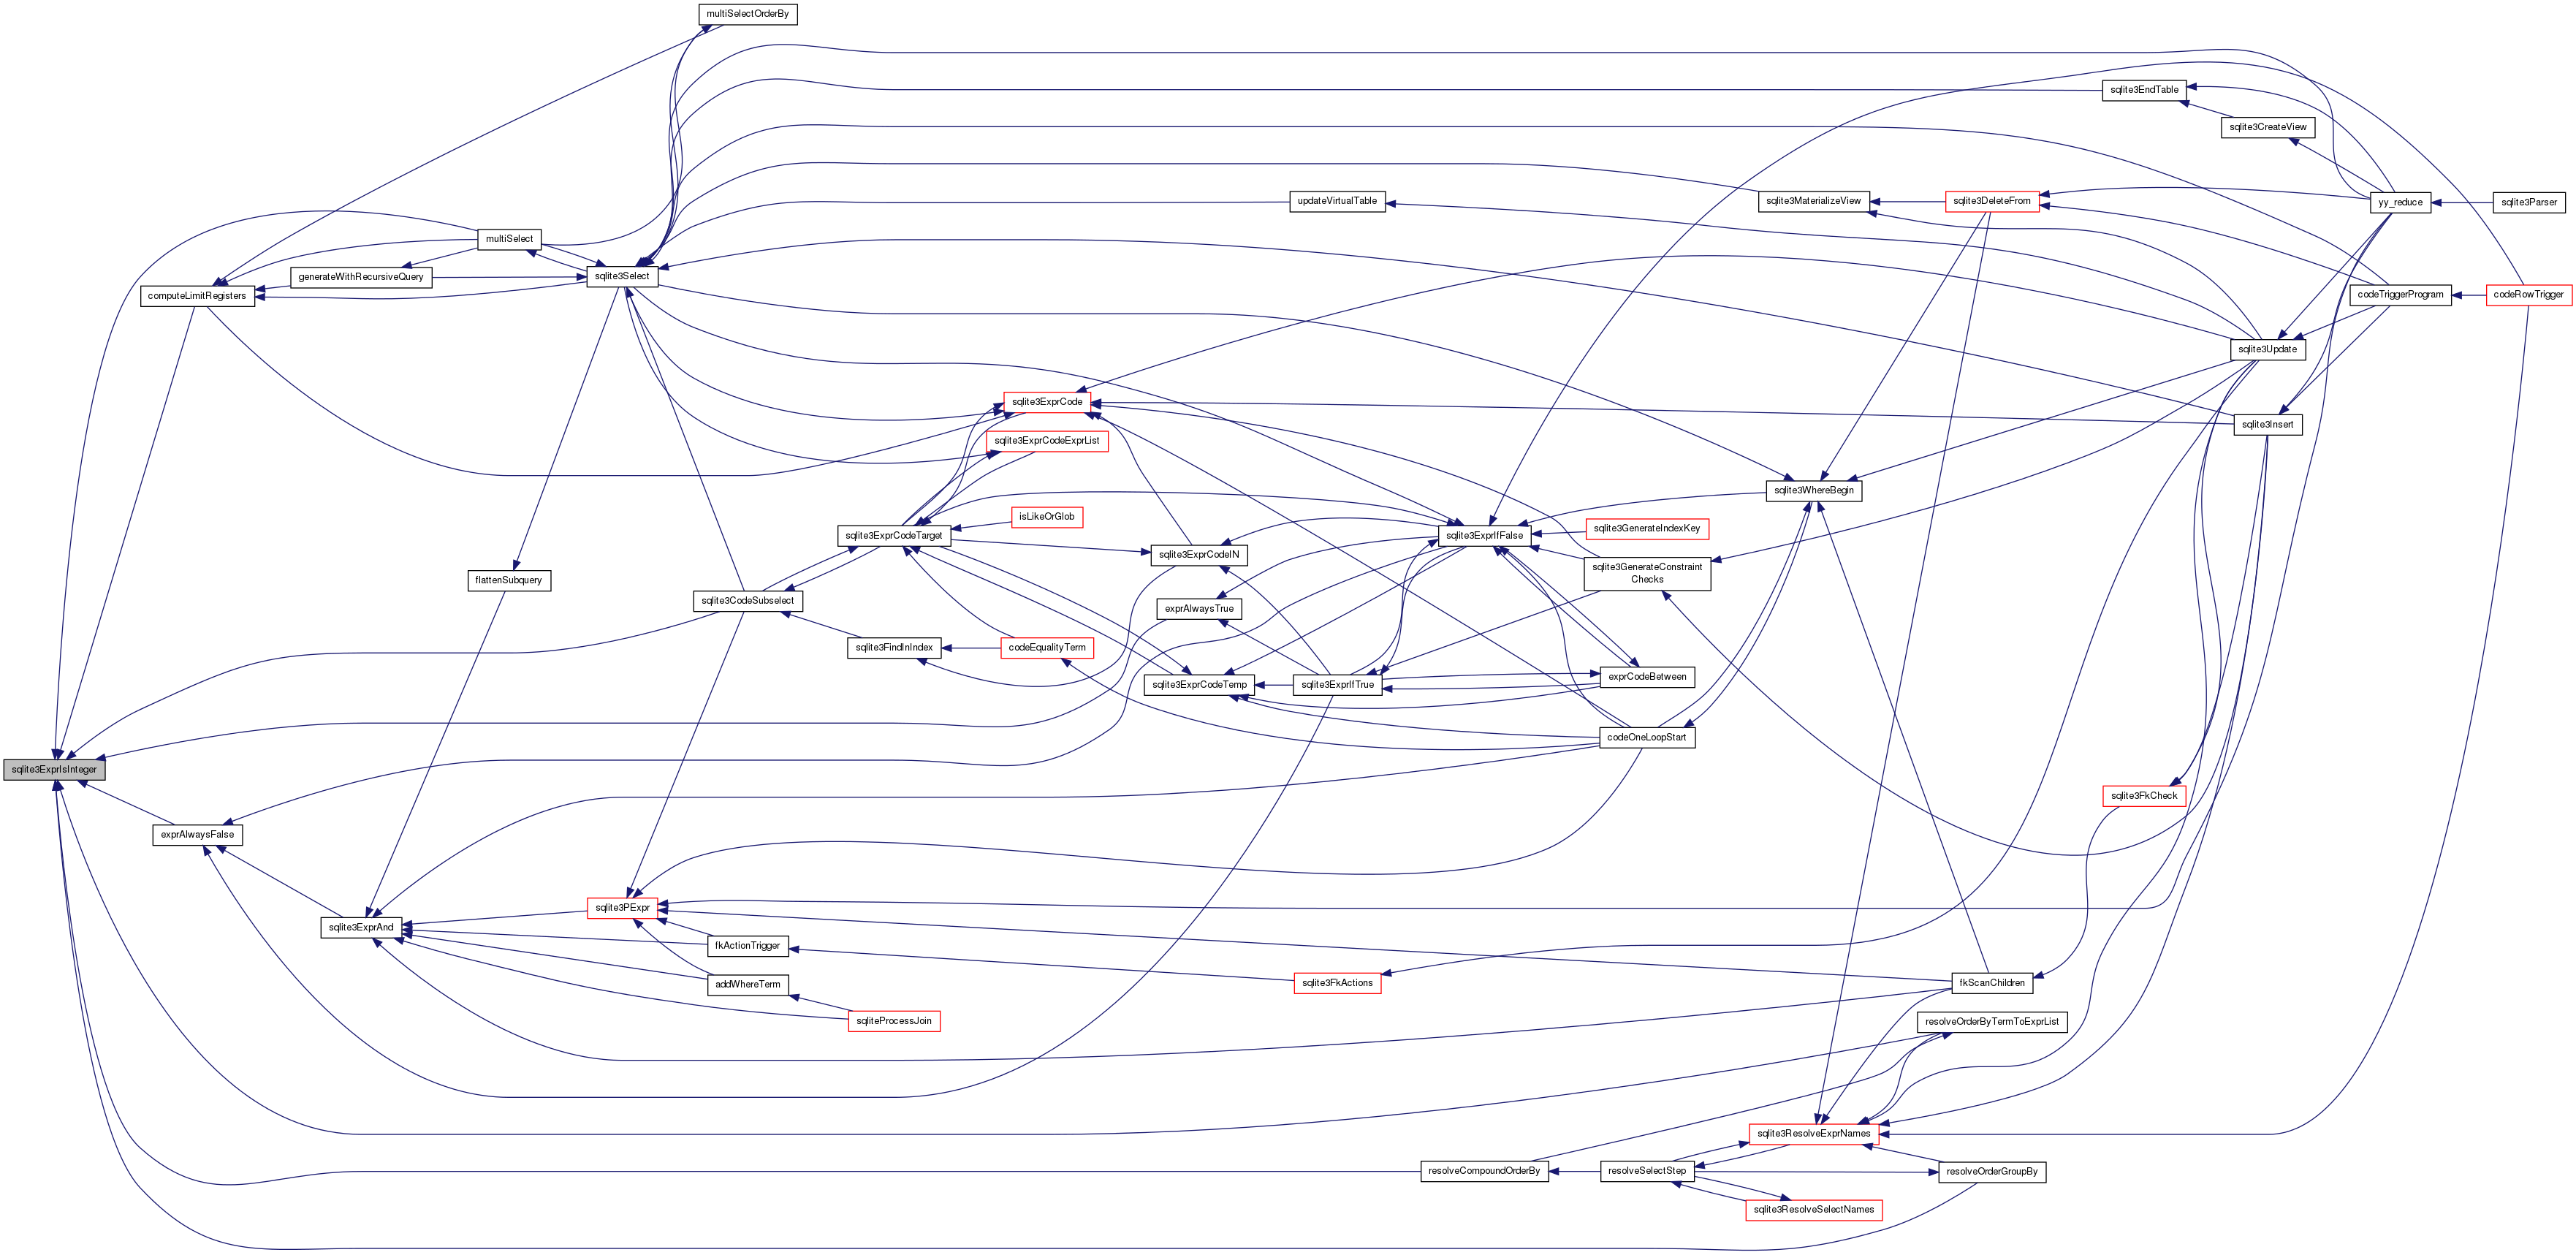 multiSelectOrderBy
sqlite3EndTable
sqlite3CreateView
updateVirtualTable
sqlite3MaterializeView
sqlite3DeleteFrom
yy_reduce
sqlite3Parser
multiSelect
generateWithRecursiveQuery
sqlite3Select
computeLimitRegisters
codeTriggerProgram
codeRowTrigger
sqlite3Update
sqlite3ExprCode
sqlite3Insert
sqlite3ExprCodeExprList
sqlite3WhereBegin
isLikeOrGlob
sqlite3GenerateIndexKey
sqlite3ExprCodeTarget
sqlite3ExprIfFalse
sqlite3ExprCodeIN
sqlite3GenerateConstraint
Checks
flattenSubquery
sqlite3CodeSubselect
exprAlwaysTrue
sqlite3FindInIndex
codeEqualityTerm
exprCodeBetween
sqlite3ExprCodeTemp
sqlite3ExprIfTrue
codeOneLoopStart
sqlite3ExprIsInteger
sqlite3FkCheck
exprAlwaysFalse
sqlite3PExpr
sqlite3ExprAnd
fkActionTrigger
sqlite3FkActions
fkScanChildren
addWhereTerm
sqliteProcessJoin
resolveOrderByTermToExprList
sqlite3ResolveExprNames
resolveCompoundOrderBy
resolveSelectStep
resolveOrderGroupBy
sqlite3ResolveSelectNames